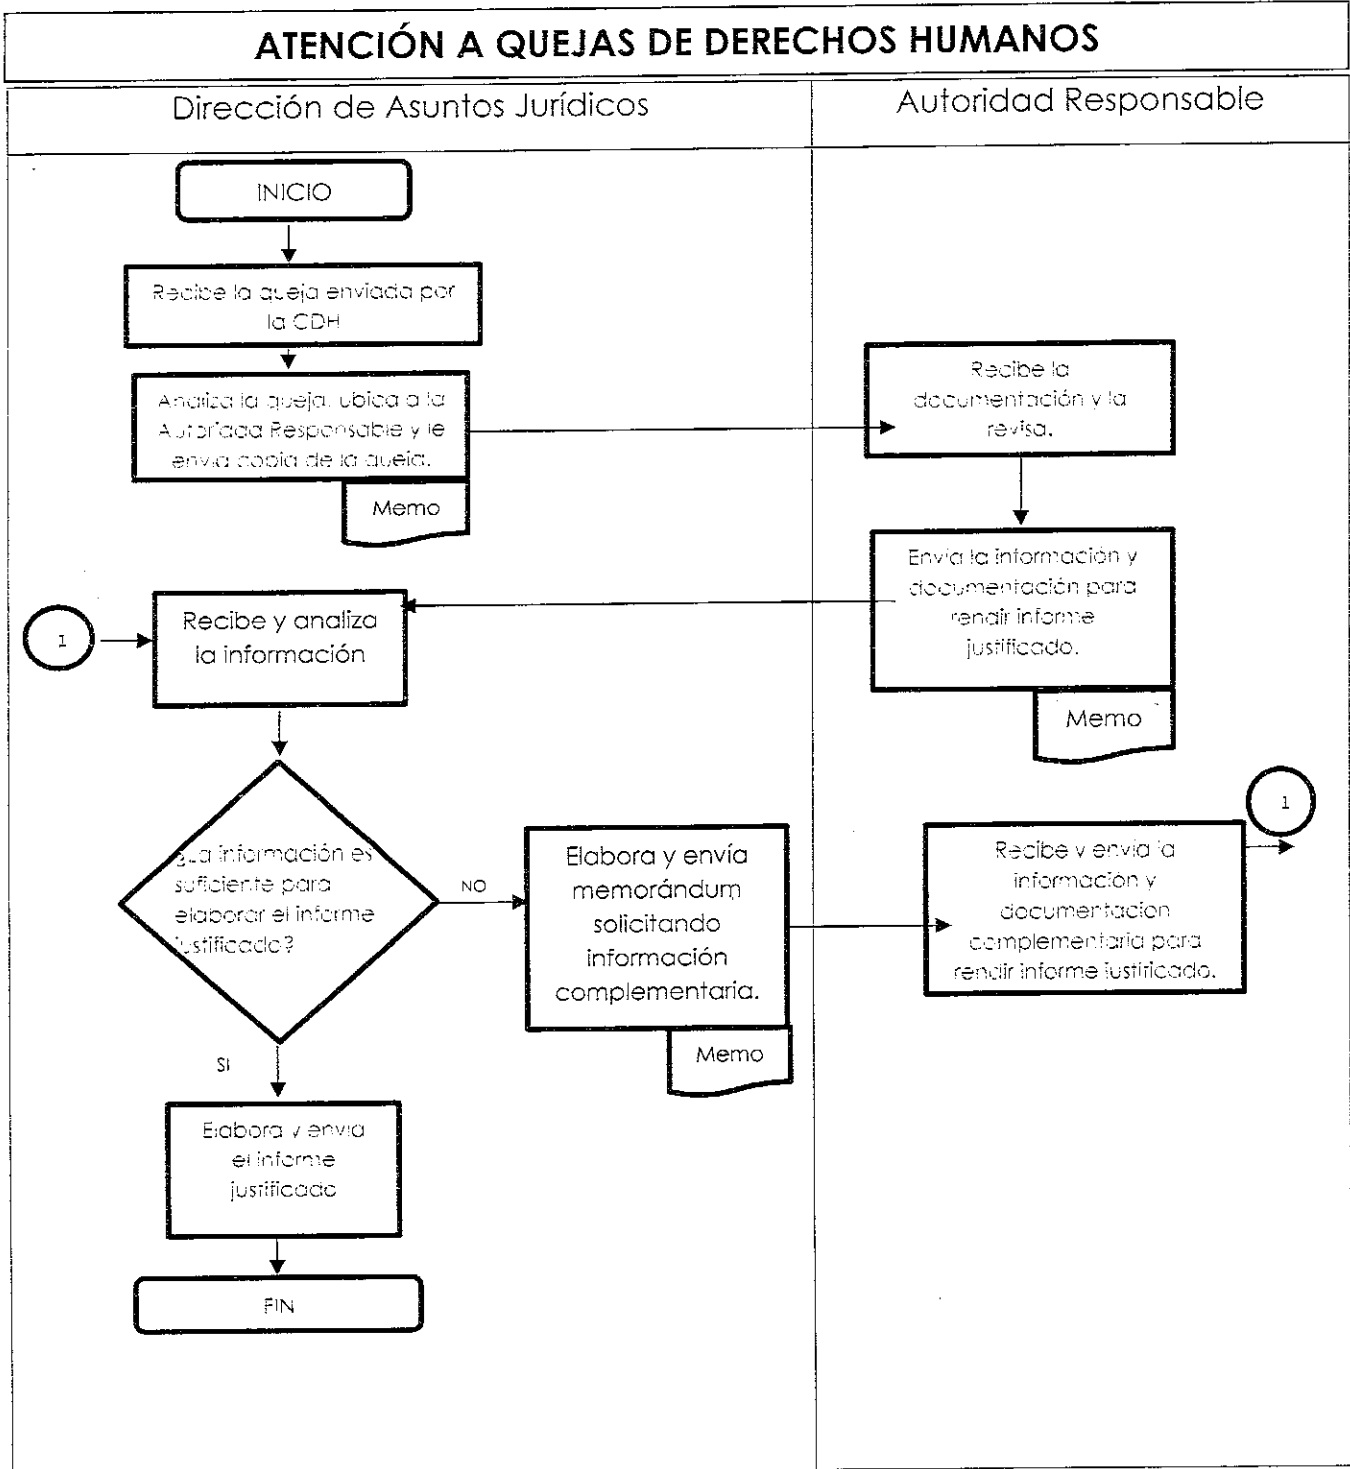 ATENCIÓN A QUEJAS DE DERECHOS HUMANOS
Dirección de Asuntos Jurídicos
Autoridad Responsable
INICIO
Recibe la queja enviada por
la CDH
Analiza la queja, ubica a la
Autoridad Responsable y le
envia copia de la queja.
Memo
Recibe la
documentación y la
revisa.
Envía la información y
documentación para
rendir informe
justificado.
Memo
1
Recibe y analiza
la información
¿La información es
suficiente para
elaborar el informe
justificado?
NO
Elabora y envía
memorándum
solicitando
información
complementaria.
Memo
1
Recibe y envía la
información y
documentación
complementaria para
rendir informe justificado.
SI
Elabora y envia
el informe
justificado
FIN